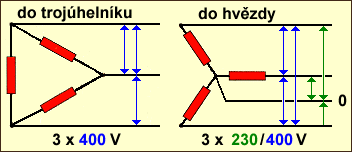 do trojúhelníku
do hvězdy
0
3 x 400 V
3 x 230/400 V